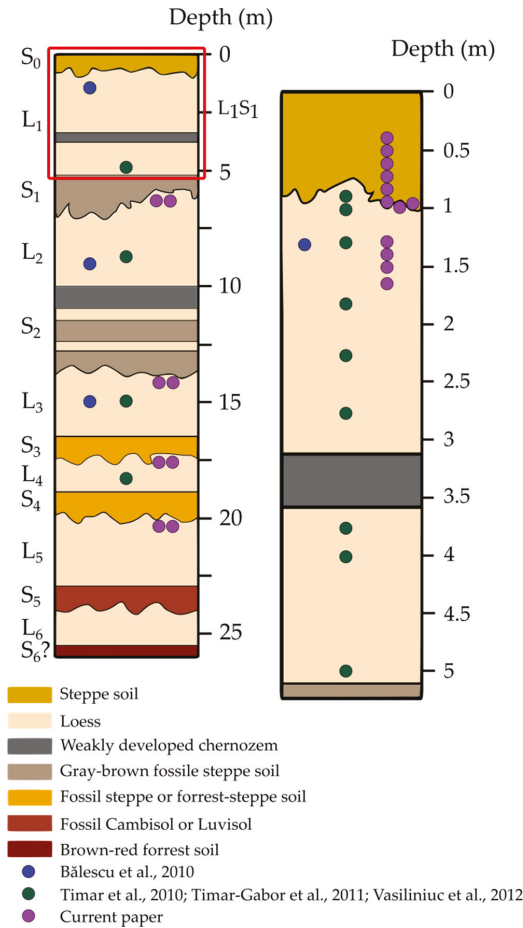 Depth (m)
Depth (m)
S0
L1
S1
L2
S2
L3
S3
L4
S4
L5
S5
L6
S6?
0
L1S1
5
10
15
20
25
0
0.5
1
1.5
2
2.5
3
3.5
4
4.5
5
Steppe soil
Loess
Weakly developed chernozem
Gray-brown fossile steppe soil
Fossil steppe or forrest-steppe soil
Fossil Cambisol or Luvisol
Brown-red forrest soil
Bălescu et al., 2010
Timar et al., 2010; Timar-Gabor et al., 2011; Vasiliniuc et al., 2012
Current paper